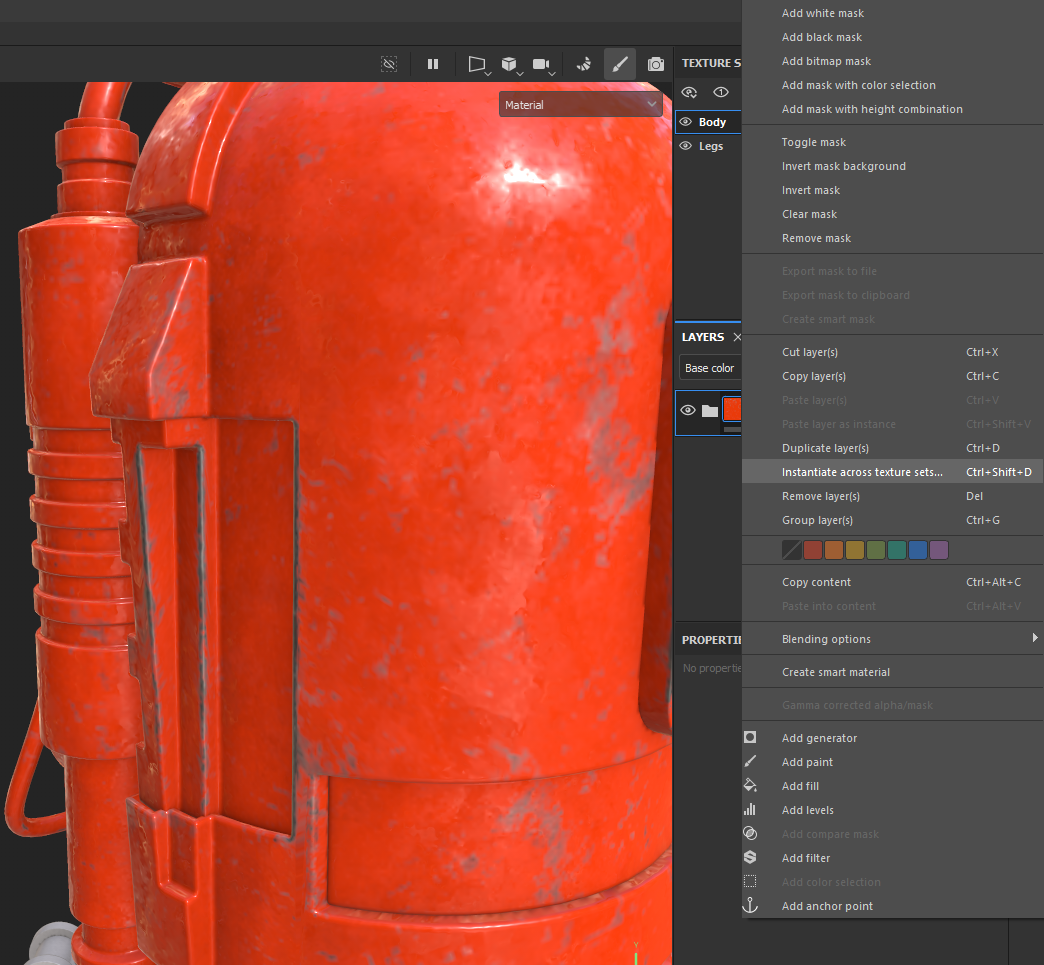 Material
TEXTURE S
Body
Legs
LAYERS
Base color
PROPERTIE
No propertie
Y
Add white mask
Add black mask
Add bitmap mask
Add mask with color selection
Add mask with height combination
Toggle mask
Invert mask background
Invert mask
Clear mask
Remove mask
Export mask to file
Export mask to clipboard
Create smart mask
Cut layer(s) Ctrl+X
Copy layer(s) Ctrl+C
Paste layer(s) Ctrl+V
Paste layer as instance Ctrl+Shift+V
Duplicate layer(s) Ctrl+D
Instantiate across texture sets... Ctrl+Shift+D
Remove layer(s) Del
Group layer(s) Ctrl+G
Copy content Ctrl+Alt+C
Paste into content Ctrl+Alt+V
Blending options
Create smart material
Gamma corrected alpha/mask
Add generator
Add paint
Add fill
Add levels
Add compare mask
Add filter
Add color selection
Add anchor point